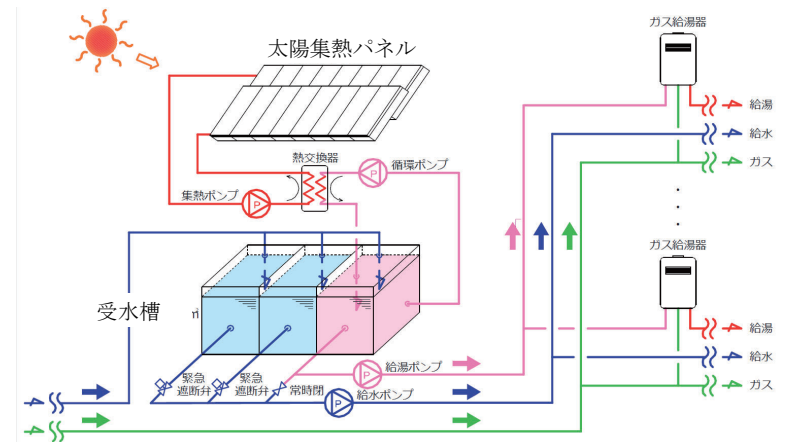 ガス給湯器
太陽集熱パネル
給湯
給水
熱交換器
循環ポンプ
ガス
集熱ポンプ
P
P
ガス給湯器
受水槽
給湯
給湯ポンプ
P
給水
緊急
遮断弁
緊急
遮断弁
常時閉
給水ポンプ
P
ガス